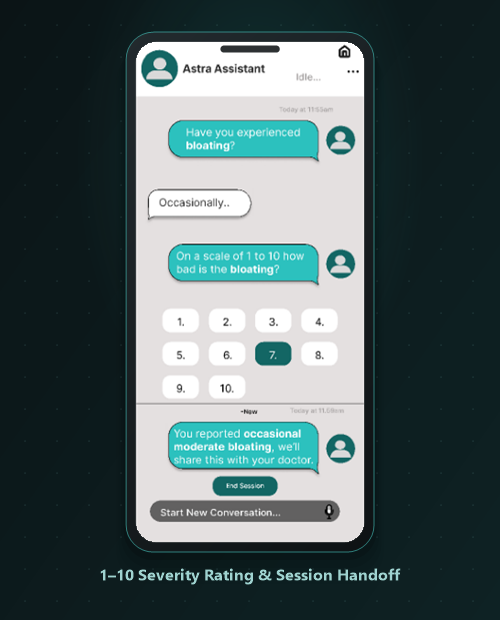 Astra Assistant
Idle...
Today at 11:53am
Have you experienced
bloating?
Occasionally..
On a scale of 1 to 10 how
bad is the bloating?
1. 2. 3. 4.
5. 6. 7. 8.
9. 10.
-Now
Today at
You reported occasional
moderate bloating, we'll
share this with your doctor.
End Session
Start New Conversation...
1–10 Severity Rating & Session Handoff